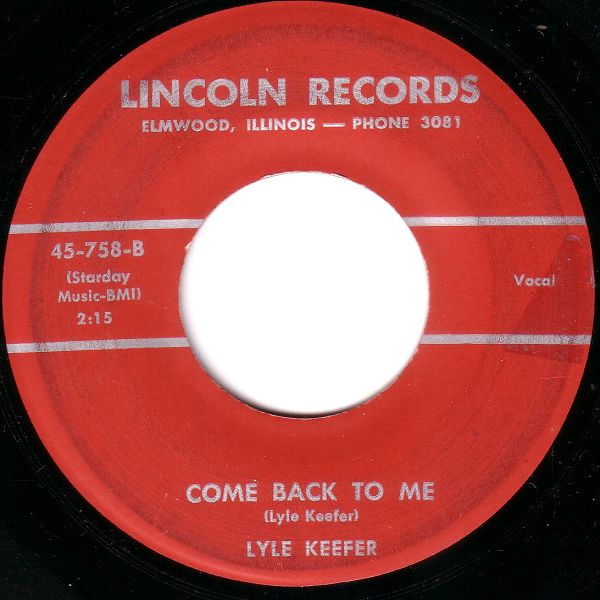 LINCOLN RECORDS
ELMWOOD, ILLINOIS — PHONE 3081
45-758-B
(Starday
Music-BMI)
2:15
Vocal
COME BACK TO ME
(Lyle Keefer)
LYLE KEEFER